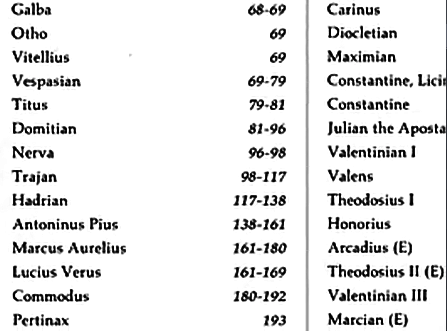 Galba 68-69
Otho 69
Vitellius 69
Vespasian 69-79
Titus 79-81
Domitian 81-96
Nerva 96-98
Trajan 98-117
Hadrian 117-138
Antoninus Pius 138-161
Marcus Aurelius 161-180
Lucius Verus 161-169
Commodus 180-192
Pertinax 193
Carinus
Diocletian
Maximian
Constantine, Lici
Constantine
Julian the Aposta
Valentinian I
Valens
Theodosius I
Honorius
Arcadius (E)
Theodosius II (E)
Valentinian III
Marcian (E)